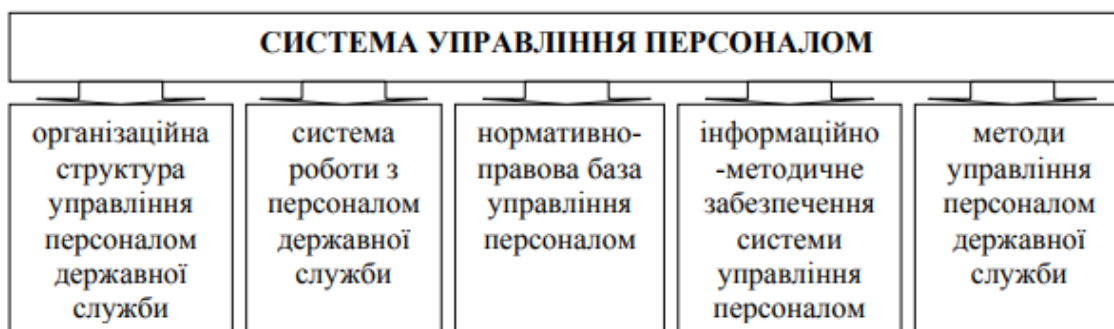 СИСТЕМА УПРАВЛІННЯ ПЕРСОНАЛОМ
організаційна
структура
управління
персоналом
державної
служби
система
роботи з
персоналом
державної
служби
нормативно-
правова база
управління
персоналом
інформаційно
-методичне
забезпечення
системи
управління
персоналом
методи
управління
персоналом
державної
служби